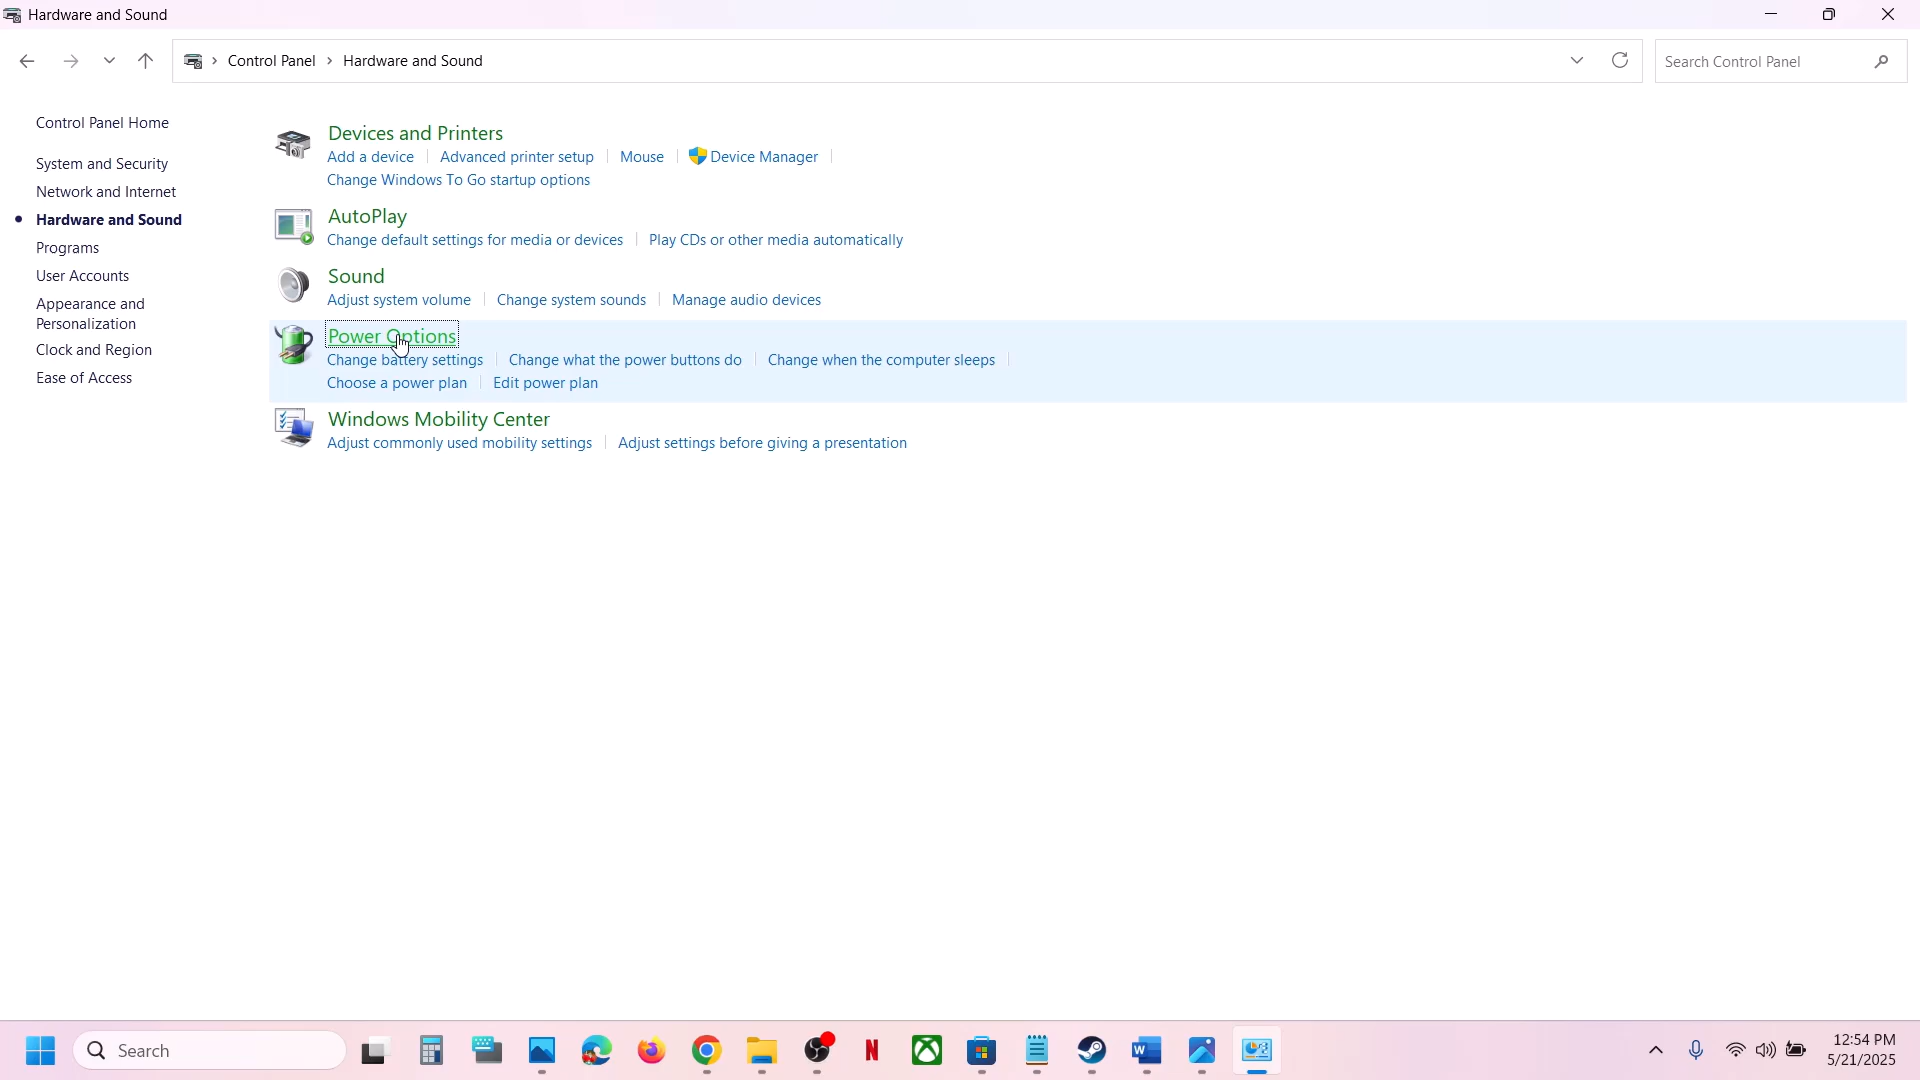 Hardware and Sound
Control Panel > Hardware and Sound
Search Control Panel
Control Panel Home
System and Security
Network and Internet
Hardware and Sound
Programs
User Accounts
Appearance and
Personalization
Clock and Region
Ease of Access
Devices and Printers
Add a device | Advanced printer setup | Mouse | Device Manager |
Change Windows To Go startup options
AutoPlay
Change default settings for media or devices | Play CDs or other media automatically
Sound
Adjust system volume | Change system sounds | Manage audio devices
Power Options
Change battery settings | Change what the power buttons do | Change when the computer sleeps |
Choose a power plan | Edit power plan
Windows Mobility Center
Adjust commonly used mobility settings | Adjust settings before giving a presentation
Search
N
W
12:54 PM
5/21/2025